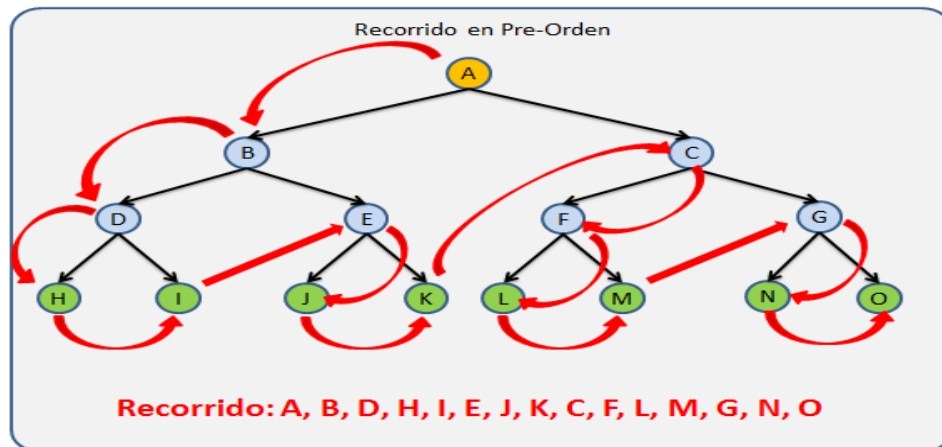 Recorrido en Pre-Orden
A
B C
D E F G
H I J K L M N O
Recorrido: A, B, D, H, I, E, J, K, C, F, L, M, G, N, O